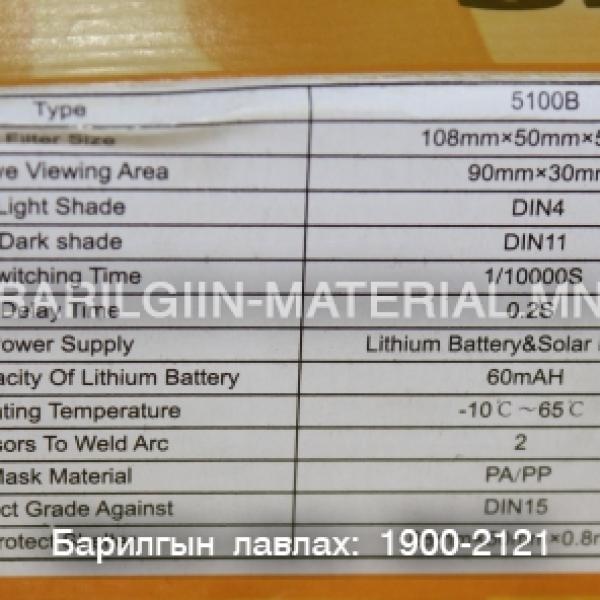 Type 5100B
Filter Size 108mm×50mm×5
ve Viewing Area 90mm×30mm
Light Shade DIN4
Dark shade DIN11
witching Time 1/10000S
BARILGIIN-MATERIAL.MN
Delay Time 0.2S
ower Supply Lithium Battery&Solar
acity Of Lithium Battery 60mAH
ting Temperature -10℃～65℃
sors To Weld Arc 2
Mask Material PA/PP
ct Grade Against DIN15
Барилгын лавлах: 1900-2121